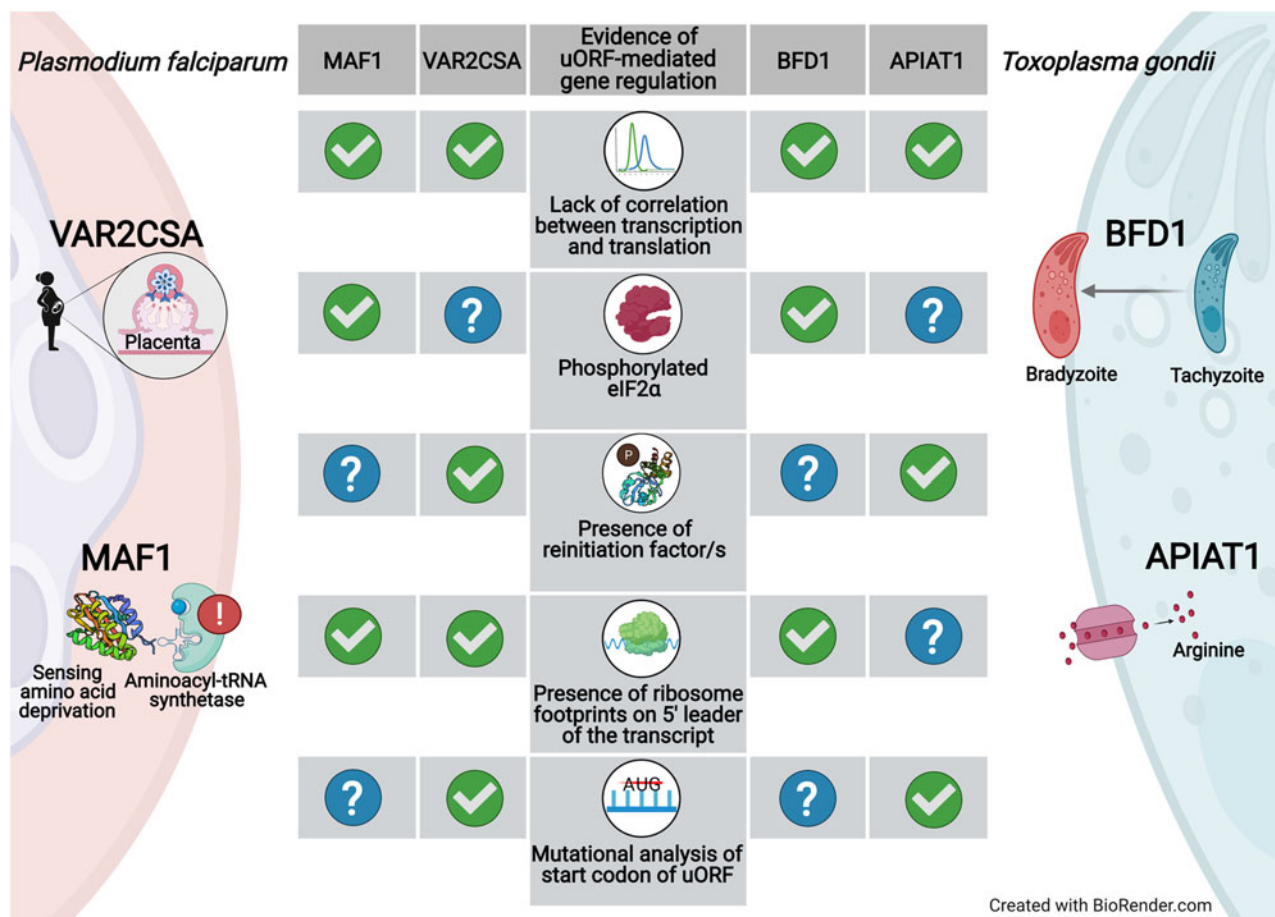 Plasmodium falciparum
MAF1
VAR2CSA
Evidence of
uORF-mediated
gene regulation
BFD1
APIAT1
Toxoplasma gondii
Lack of correlation
between transcription
and translation
?
?
Phosphorylated
eIF2α
?
P
?
Presence of
reinitiation factor/s
?
Presence of ribosome
footprints on 5' leader
of the transcript
?
AUG
?
Mutational analysis of
start codon of uORF
VAR2CSA
Placenta
MAF1
!
Sensing
amino acid
deprivation
Aminoacyl-tRNA
synthetase
BFD1
Bradyzoite
Tachyzoite
APIAT1
Arginine
Created with BioRender.com